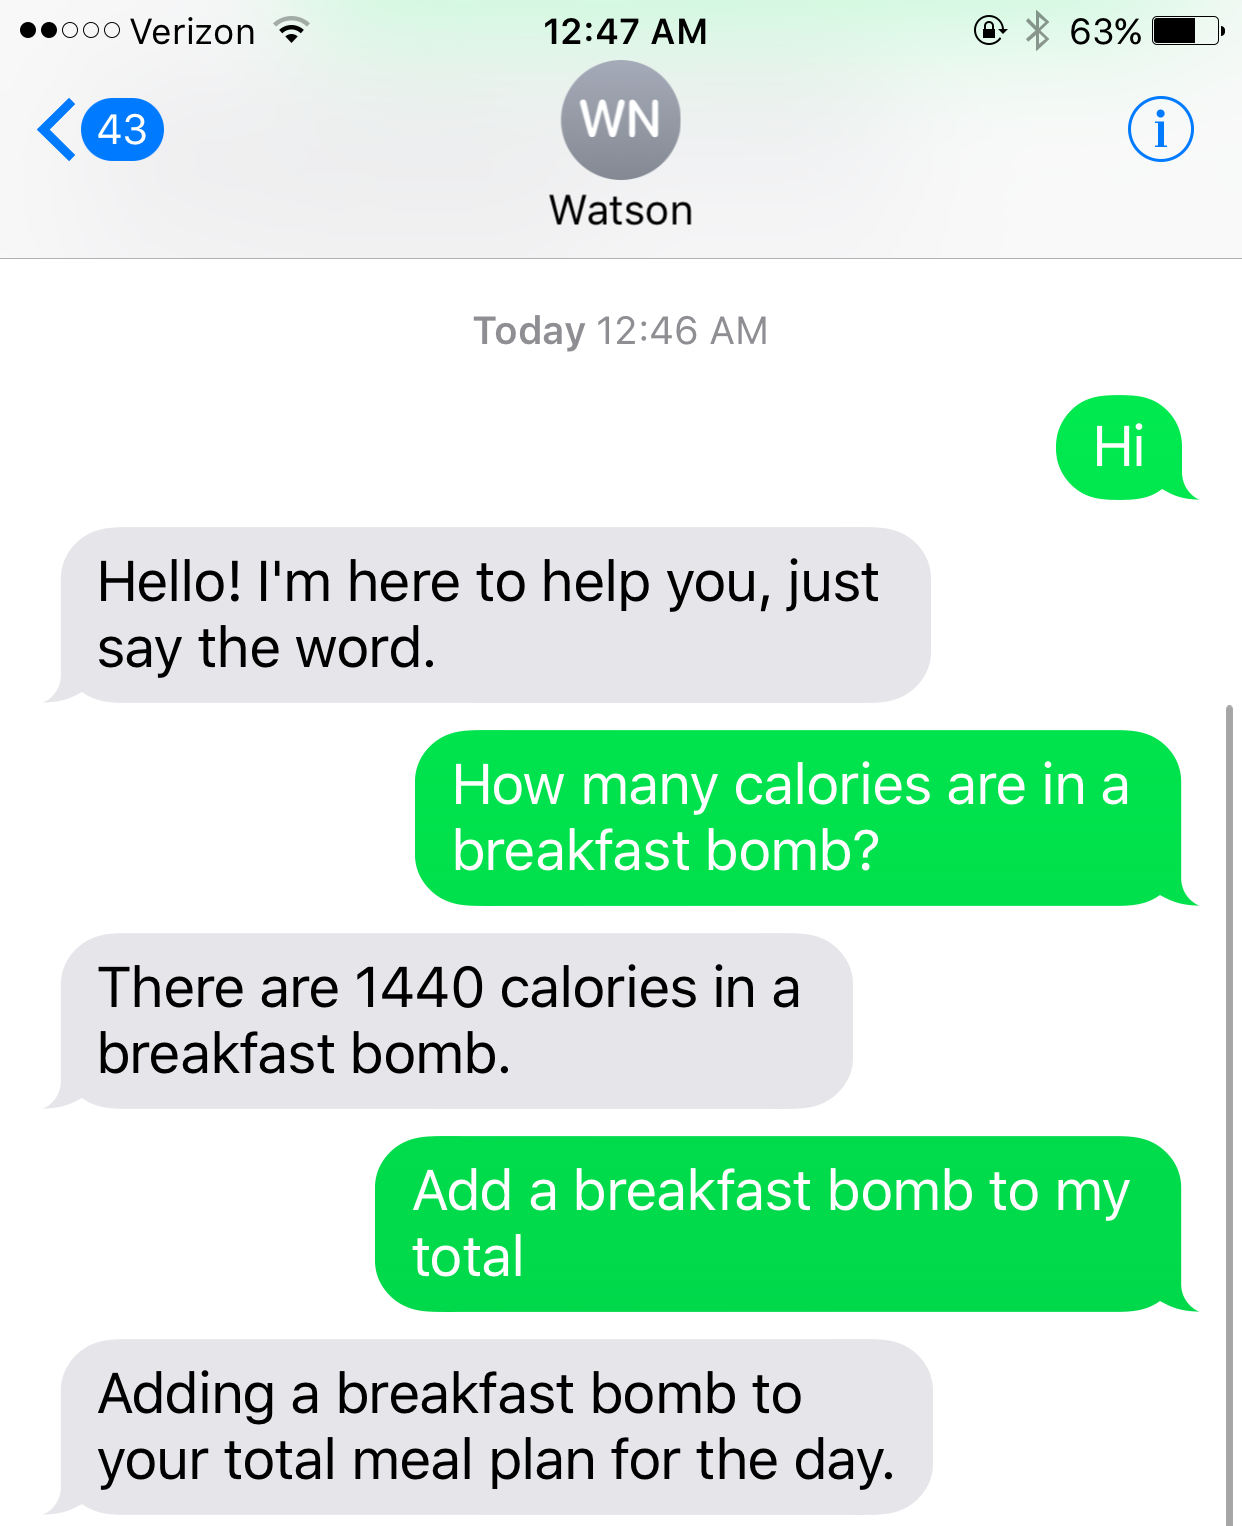 Verizon 12:47 AM 63%
43
WN
i
Watson
Today 12:46 AM
Hi
Hello! I'm here to help you, just
say the word.
How many calories are in a
breakfast bomb?
There are 1440 calories in a
breakfast bomb.
Add a breakfast bomb to my
total
Adding a breakfast bomb to
your total meal plan for the day.